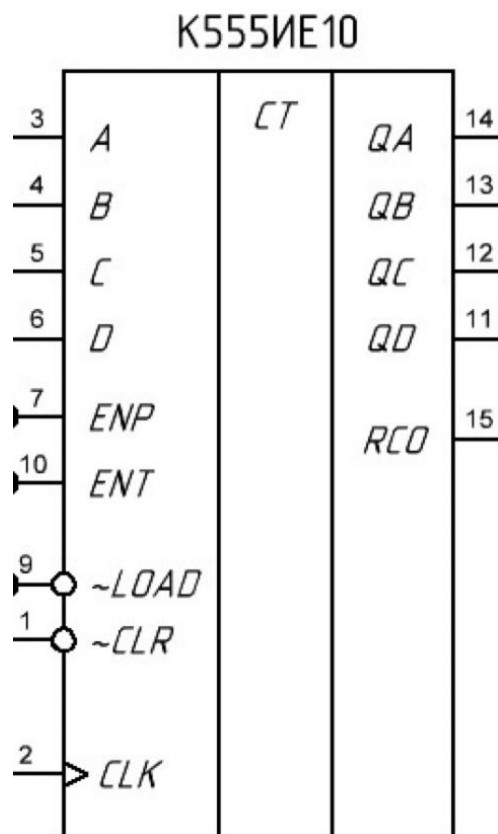 К555ИЕ10
3 A CT QA 14
4 B QB 13
5 C QC 12
6 D QD 11
7 ENP
RCO 15
10 ENT
9 ~LOAD
1 ~CLR
2 CLK